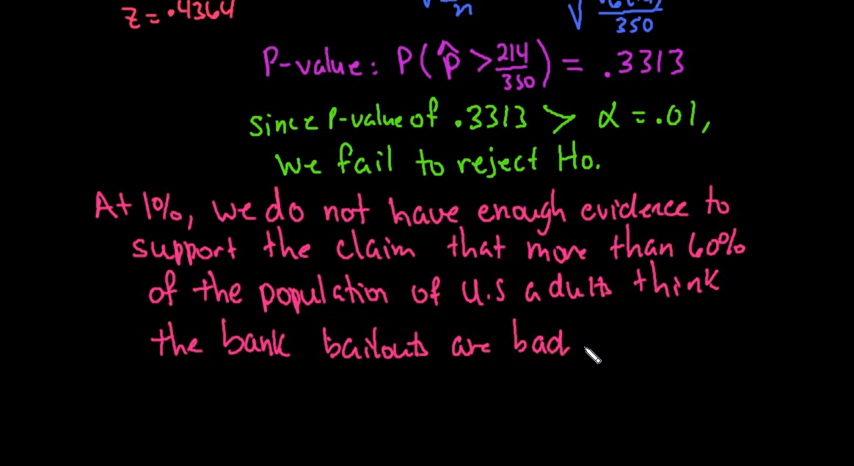 z = .4364
n
350
P-value: P(p̂ > 214/350) = .3313
since P-value of .3313 > α = .01,
we fail to reject Ho.
At 1%, we do not have enough evidence to
support the claim that more than 60%
of the population of U.S adults think
the bank bailouts are bad